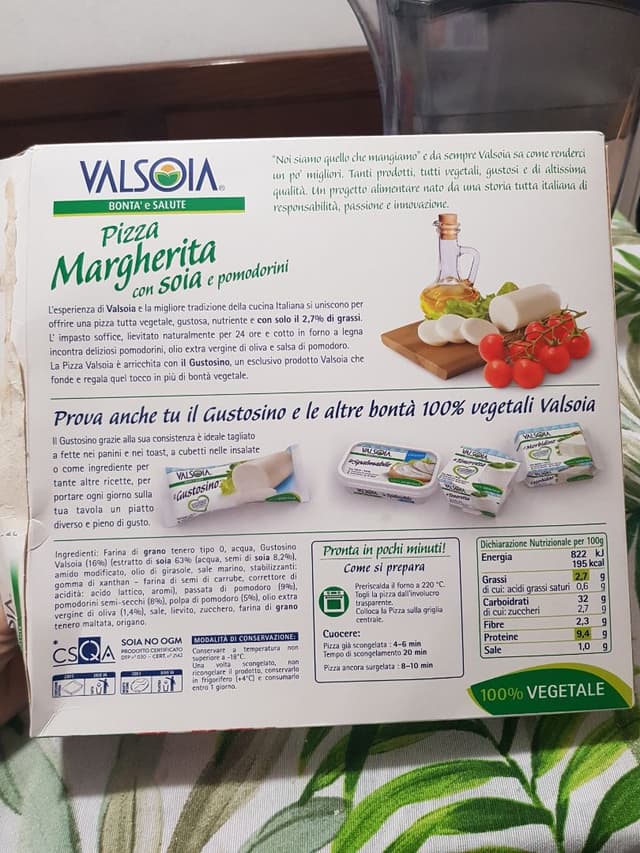 VALSOIA®
BONTA' e SALUTE
"Noi siamo quello che mangiamo" e da sempre Valsoia sa come renderci
un po' migliori. Tanti prodotti, tutti vegetali, gustosi e di altissima
qualità. Un progetto alimentare nato da una storia tutta italiana di
responsabilità, passione e innovazione.
Pizza
Margherita
con soia e pomodorini
L'esperienza di Valsoia e la migliore tradizione della cucina Italiana si uniscono per
offrire una pizza tutta vegetale, gustosa, nutriente e con solo il 2,7% di grassi.
L' impasto soffice, lievitato naturalmente per 24 ore e cotto in forno a legna
incontra deliziosi pomodorini, olio extra vergine di oliva e salsa di pomodoro.
La Pizza Valsoia è arricchita con il Gustosino, un esclusivo prodotto Valsoia che
fonde e regala quel tocco in più di bontà vegetale.
Prova anche tu il Gustosino e le altre bontà 100% vegetali Valsoia
Il Gustosino grazie alla sua consistenza è ideale tagliato
a fette nei panini e nei toast, a cubetti nelle insalate
o come ingrediente per
tante altre ricette, per
portare ogni giorno sulla
tua tavola un piatto
diverso e pieno di gusto.
VALSOIA
Gustosino
VALSOIA
Spalmabile
VALSOIA
VALSOIA
Morbidino
Ingredienti: Farina di grano tenero tipo 0, acqua, Gustosino
Valsoia (16%) (estratto di soia 63% (acqua, semi di soia 8,2%),
amido modificato, olio di girasole, sale marino, stabilizzanti:
gomma di xanthan - farina di semi di carrube, correttore di
acidità: acido lattico, aromi), passata di pomodoro (9%),
pomodorini semi-secchi (8%), polpa di pomodoro (5%), olio extra
vergine di oliva (1,4%), sale, lievito, zucchero, farina di grano
tenero maltata, origano.
CSQA
SOIA NO OGM
PRODOTTO CERTIFICATO
DTP n° 030 - CERT. n° 2142
MODALITÀ DI CONSERVAZIONE:
Conservare a temperatura non
superiore a -18°C.
Una volta scongelato, non
ricongelare il prodotto, conservarlo
in frigorifero (+4°C) e consumarlo
entro 1 giorno.
Pronta in pochi minuti!
Come si prepara
Preriscalda il forno a 220 °C.
Togli la pizza dall'involucro
trasparente.
Colloca la Pizza sulla griglia
centrale.
Cuocere:
Pizza già scongelata : 4-6 min
Tempo di scongelamento 20 min
Pizza ancora surgelata : 8-10 min
Dichiarazione Nutrizionale per 100g
Energia 822 kJ
195 kcal
Grassi 2,7 g
di cui: acidi grassi saturi 0,6 g
Carboidrati 32 g
di cui: zuccheri 2,7 g
Fibre 2,3 g
Proteine 9,4 g
Sale 1,0 g
100% VEGETALE